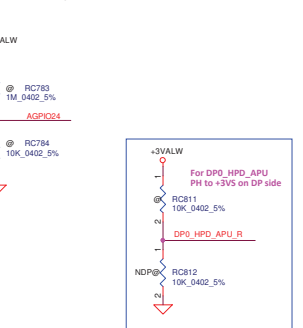 ALW
@ RC783
1M_0402_5%
AGPIO24
@ RC784
10K_0402_5%
+3VALW
For DP0_HPD_APU
PH to +3VS on DP side
1
@ RC811
10K_0402_5%
2
DP0_HPD_APU_R
1
NDP@ RC812
10K_0402_5%
2